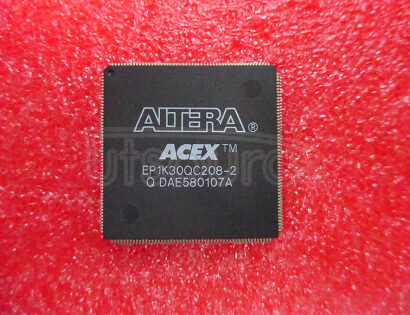 ALTERA®
ACEX™
EP1K30QC208-2
Q DAE580107A